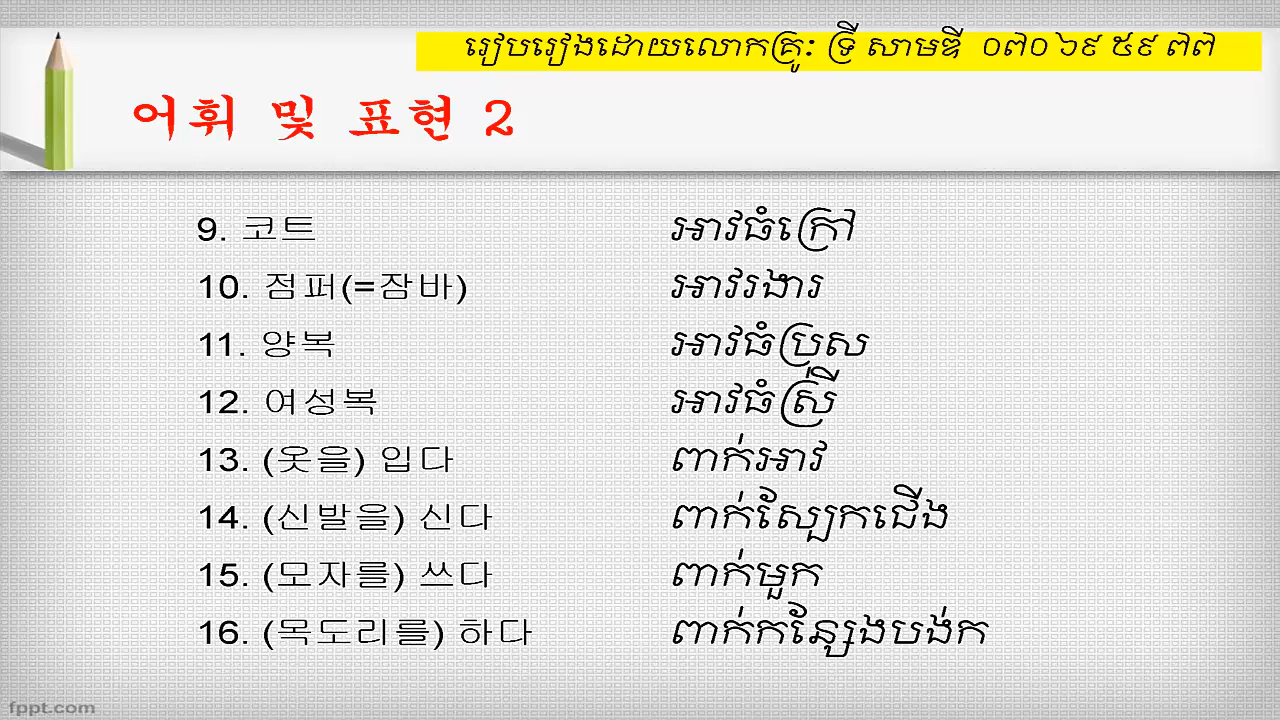 រៀបរៀងដោយលោកគ្រូៈ ទ្រី សាមឌី ០៧០ ៦៩ ៥៩ ៧៧
어휘 및 표현 2
9. 코트 អាវធំក្រៅ
10. 점퍼(=잠바) អាវរងារ
11. 양복 អាវធំប្រុស
12. 여성복 អាវធំស្រី
13. (옷을) 입다 ពាក់អាវ
14. (신발을) 신다 ពាក់ស្បែកជើង
15. (모자를) 쓰다 ពាក់មួក
16. (목도리를) 하다 ពាក់កន្សែងបង់ក
fppt.com